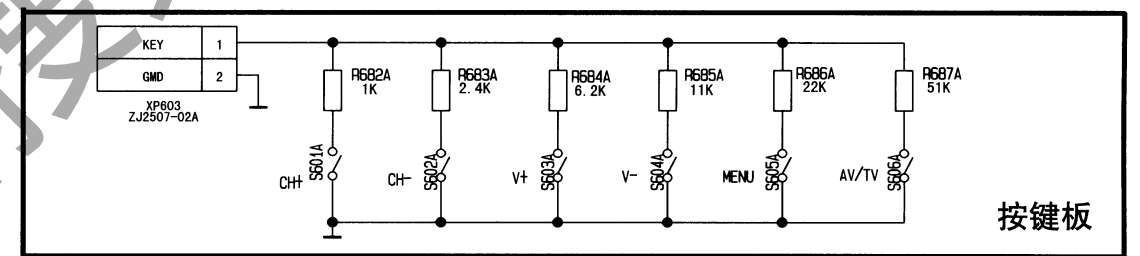 KEY 1
GMD 2
XP603
ZJ2507-02A
R682A
1K
R683A
2.4K
R684A
6.2K
R685A
11K
R686A
22K
R687A
51K
CH+ S601A
CH- S602A
V+ S603A
V- S604A
MENU S605A
AV/TV S606A
按键板